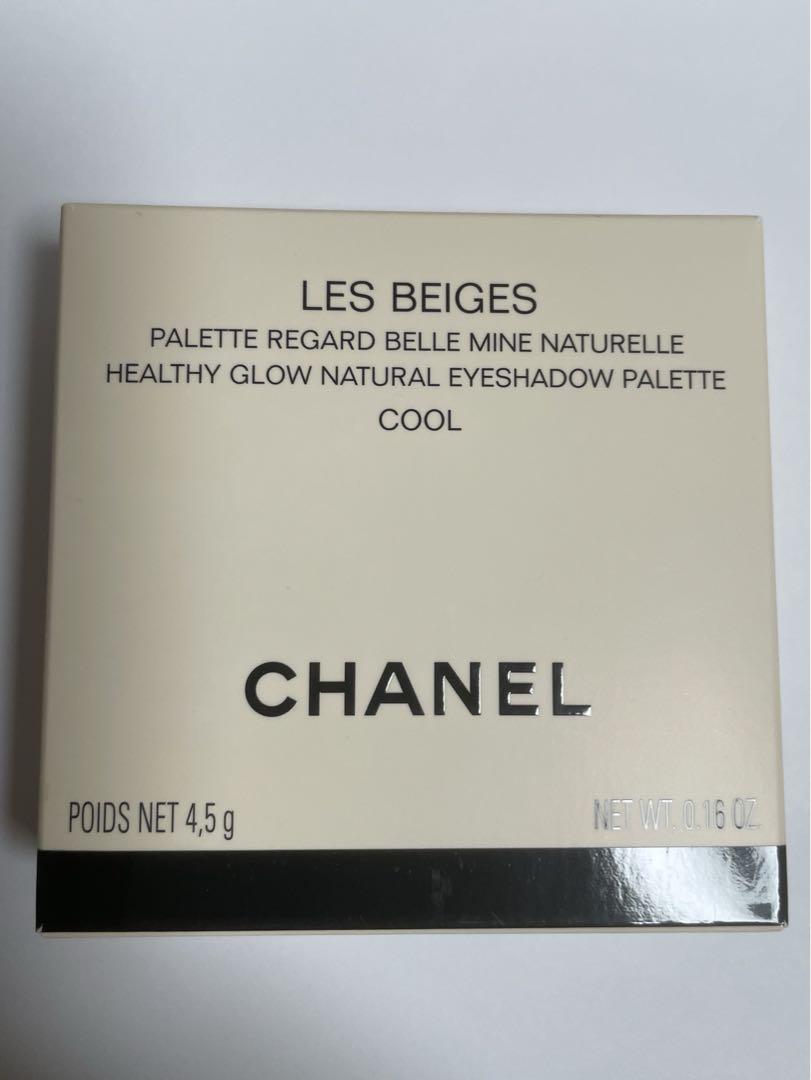 LES BEIGES
PALETTE REGARD BELLE MINE NATURELLE
HEALTHY GLOW NATURAL EYESHADOW PALETTE
COOL
CHANEL
POIDS NET 4,5 g NET WT. 0.16 OZ.